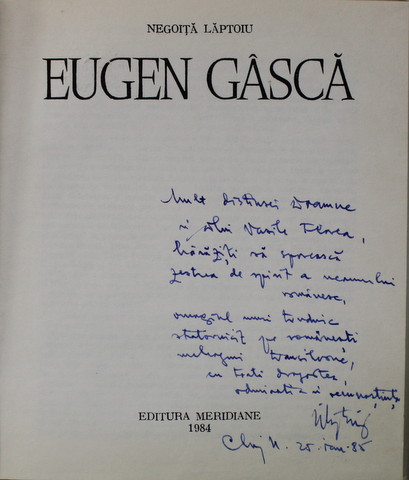 NEGOIȚĂ LĂPTOIU
EUGEN GÂSCĂ
Mult distinsei Doamne
și d-lui Vasile Florea,
hărăziți să sporească
zestrea de spirit a neamului
românesc,
omagiul unui trudnic
statornicit pe românești
meleaguri transilvane,
cu toată dragostea,
admirația și recunoștința
EDITURA MERIDIANE
1984
Cluj N. 25 ian. 85